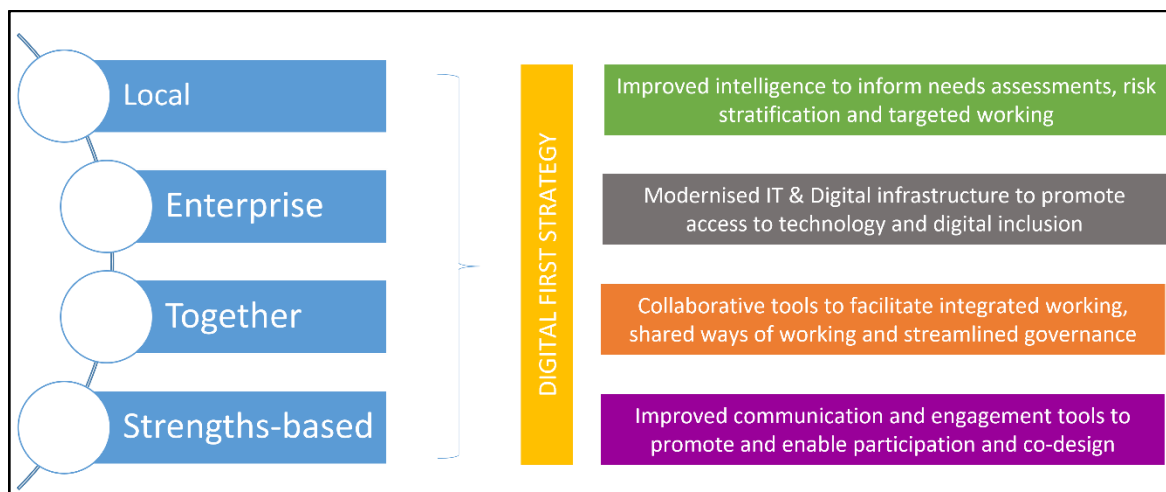 Local
Enterprise
Together
Strengths-based
DIGITAL FIRST STRATEGY
Improved intelligence to inform needs assessments, risk
stratification and targeted working
Modernised IT & Digital infrastructure to promote
access to technology and digital inclusion
Collaborative tools to facilitate integrated working,
shared ways of working and streamlined governance
Improved communication and engagement tools to
promote and enable participation and co-design